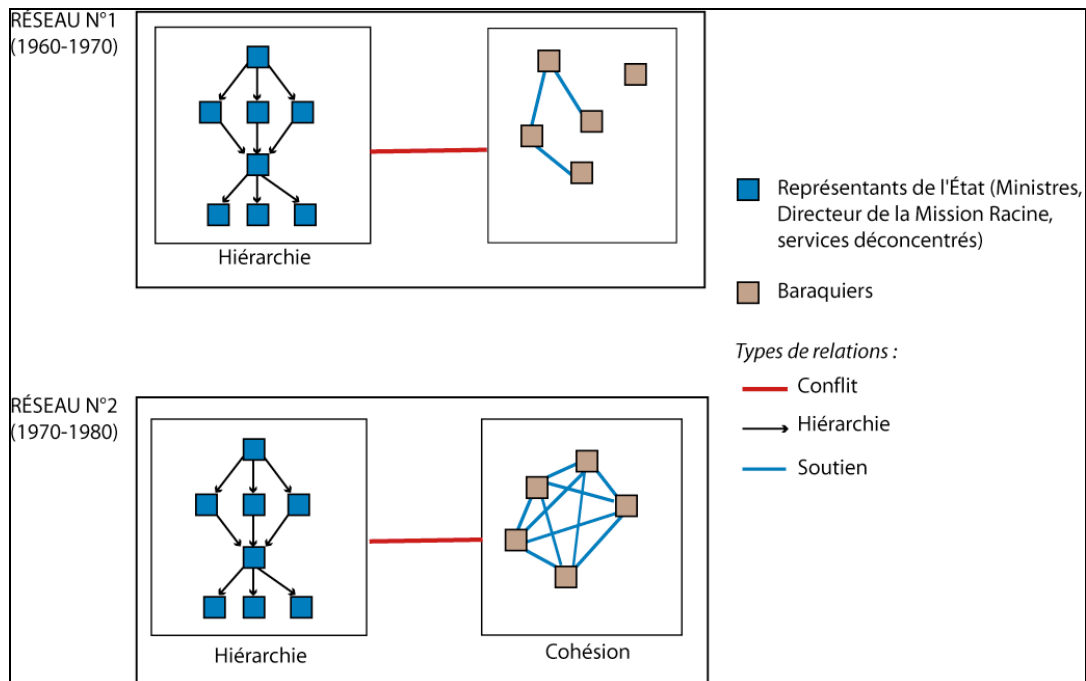 RÉSEAU N°1
(1960-1970)
Hiérarchie
Représentants de l'État (Ministres,
Directeur de la Mission Racine,
services déconcentrés)
Baraquiers
Types de relations :
Conflit
Hiérarchie
Soutien
RÉSEAU N°2
(1970-1980)
Hiérarchie
Cohésion